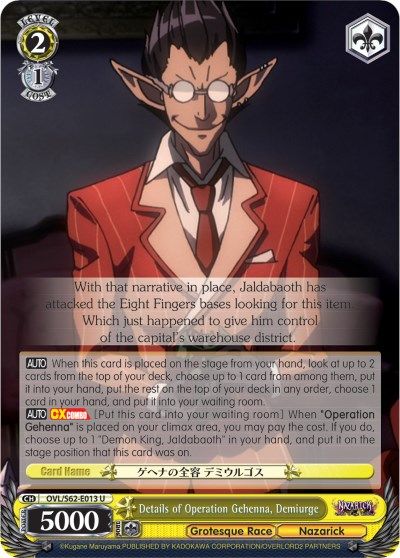 LEVEL
2
1
COST
With that narrative in place, Jaldabaoth has
attacked the Eight Fingers bases looking for this item.
Which just happened to give him control
of the capital's warehouse district.
AUTO When this card is placed on the stage from your hand, look at up to 2
cards from the top of your deck, choose up to 1 card from among them, put
it into your hand, put the rest on the top of your deck in any order, choose 1
card in your hand, and put it into your waiting room.
AUTO CX COMBO [Put this card into your waiting room] When "Operation
Gehenna" is placed on your climax area, you may pay the cost. If you do,
choose up to 1 "Demon King, Jaldabaoth" in your hand, and put it on the
stage position that this card was on.
Card Name
ゲヘナの全容 デミウルゴス
CH OVL/S62-E013 U
POWER 5000
Details of Operation Gehenna, Demiurge
NAZARICK
Grotesque Race
Nazarick
©Kugane Maruyama,PUBLISHED BY KADOKAWA CORPORATION/OVERLORD2 PARTNERS